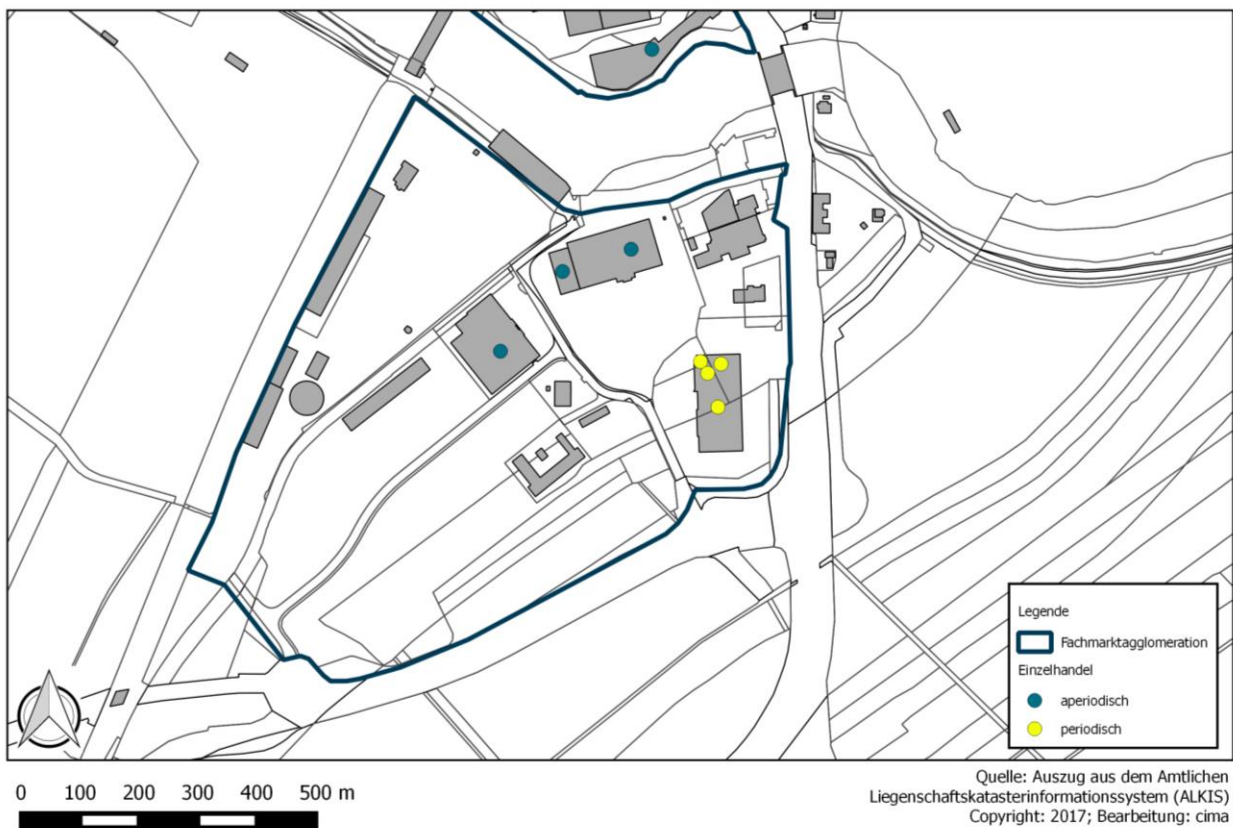 Legende
Fachmarktagglomeration
Einzelhandel
aperiodisch
periodisch
0 100 200 300 400 500 m
Quelle: Auszug aus dem Amtlichen
Liegenschaftskatasterinformationssystem (ALKIS)
Copyright: 2017; Bearbeitung: cima